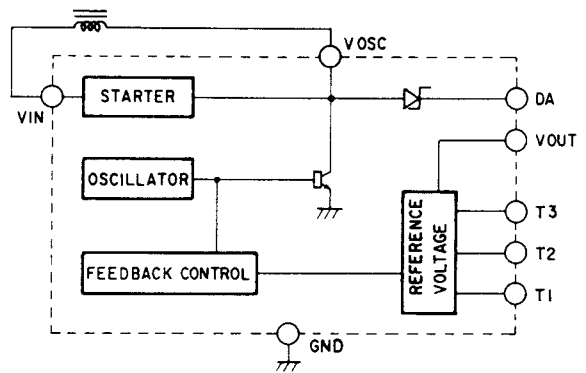 VOSC
VIN
STARTER
DA
VOUT
OSCILLATOR
T3
REFERENCE
VOLTAGE
T2
FEEDBACK CONTROL
T1
GND